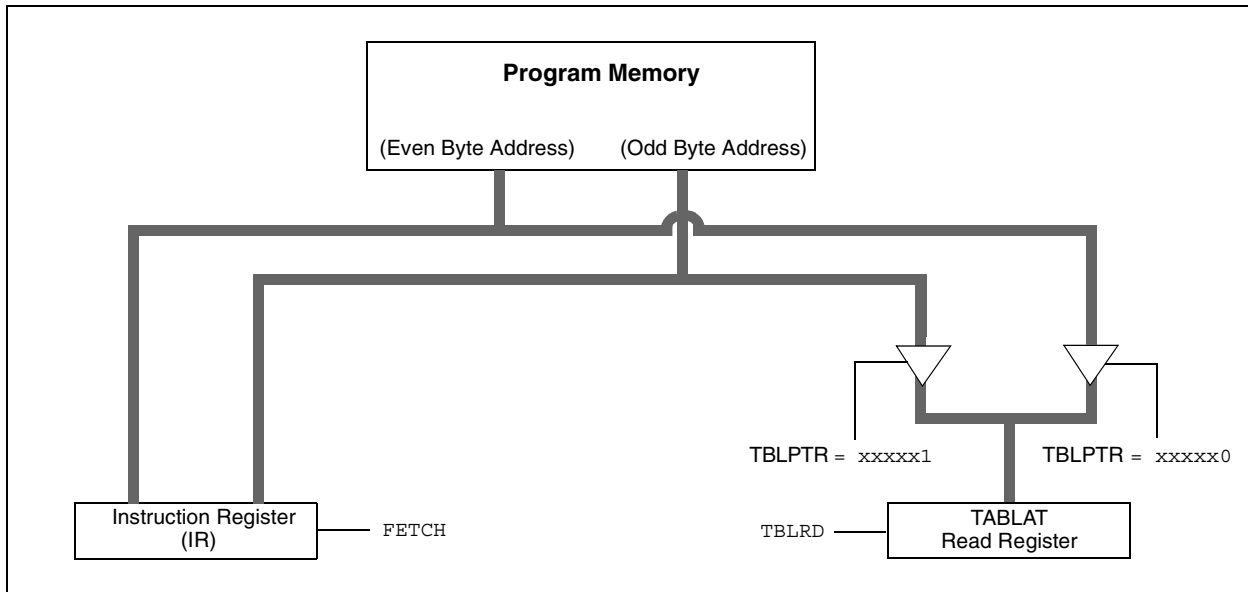 Program Memory
(Even Byte Address) (Odd Byte Address)
TBLPTR = xxxxx1 TBLPTR = xxxxx0
Instruction Register
(IR)
FETCH
TBLRD
TABLAT
Read Register